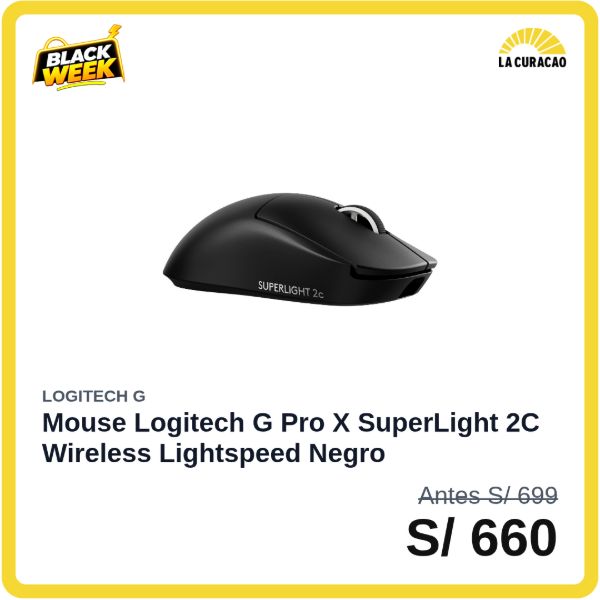 BLACK
WEEK
LA CURACAO
SUPERLIGHT 2c
LOGITECH G
Mouse Logitech G Pro X SuperLight 2C
Wireless Lightspeed Negro
Antes S/ 699
S/ 660